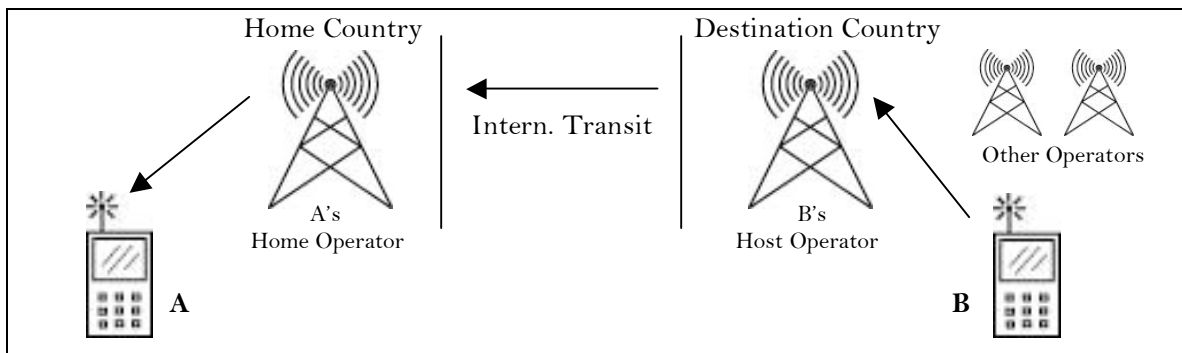 Home Country
Destination Country
Intern. Transit
Other Operators
A's
Home Operator
B's
Host Operator
A
B